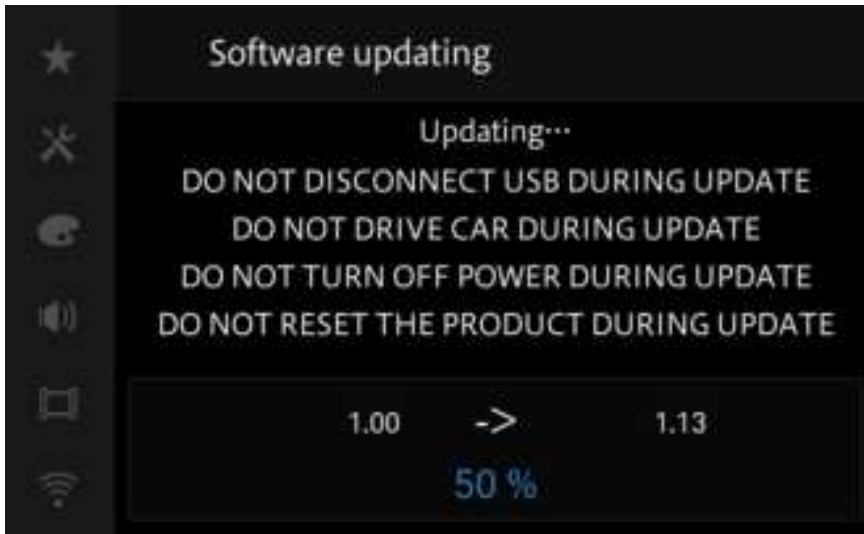 Software updating
Updating...
DO NOT DISCONNECT USB DURING UPDATE
DO NOT DRIVE CAR DURING UPDATE
DO NOT TURN OFF POWER DURING UPDATE
DO NOT RESET THE PRODUCT DURING UPDATE
1.00 -> 1.13
50 %